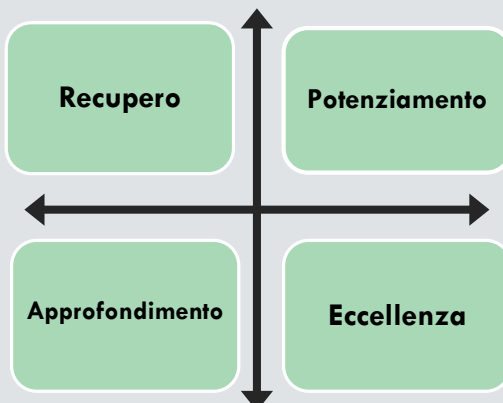 Recupero
Potenziamento
Approfondimento
Eccellenza